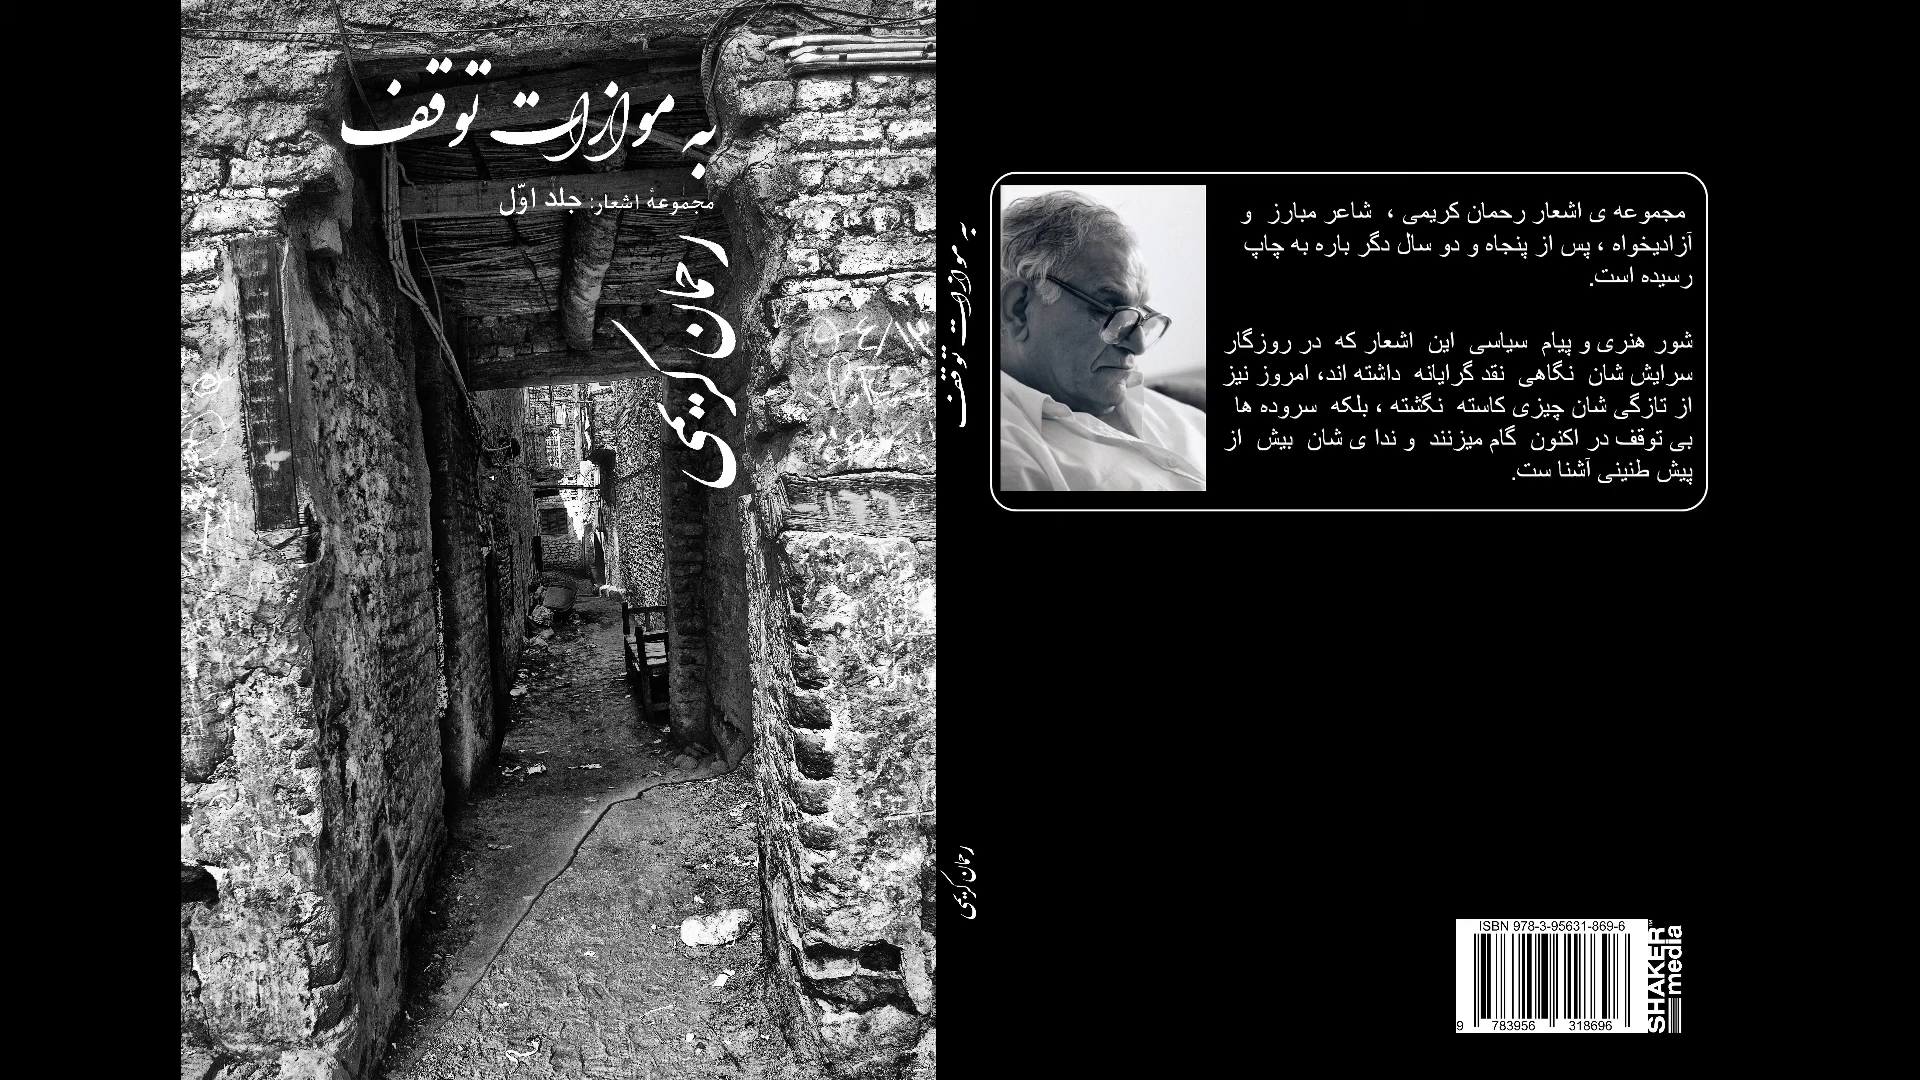 به موازات توقف
مجموعهٔ اشعار: جلد اوّل
رحمان کریمی
به موازات توقف
رحمان کریمی
مجموعه ی اشعار رحمان کریمی ، شاعر مبارز و
آزادیخواه ، پس از پنجاه و دو سال دگر باره به چاپ
رسیده است.
شور هنری و پیام سیاسی این اشعار که در روزگار
سرایش شان نگاهی نقد گرایانه داشته اند، امروز نیز
از تازگی شان چیزی کاسته نگشته ، بلکه سروده ها
بی توقف در اکنون گام میزنند و ندا ی شان بیش از
پیش طنینی آشنا ست.
ISBN 978-3-95631-869-6
9 783956 318696
SHAKER
media